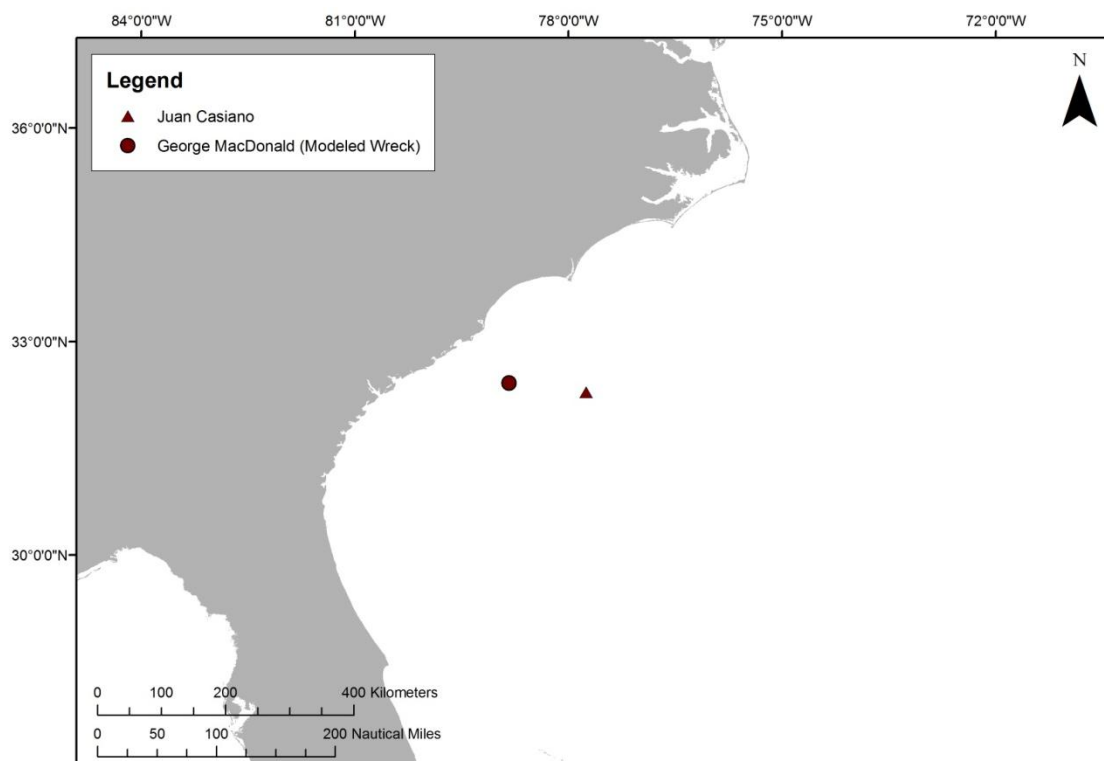 84°0'0"W 81°0'0"W 78°0'0"W 75°0'0"W 72°0'0"W
Legend
Juan Casiano
George MacDonald (Modeled Wreck)
N
36°0'0"N
33°0'0"N
30°0'0"N
0 100 200 400 Kilometers
0 50 100 200 Nautical Miles